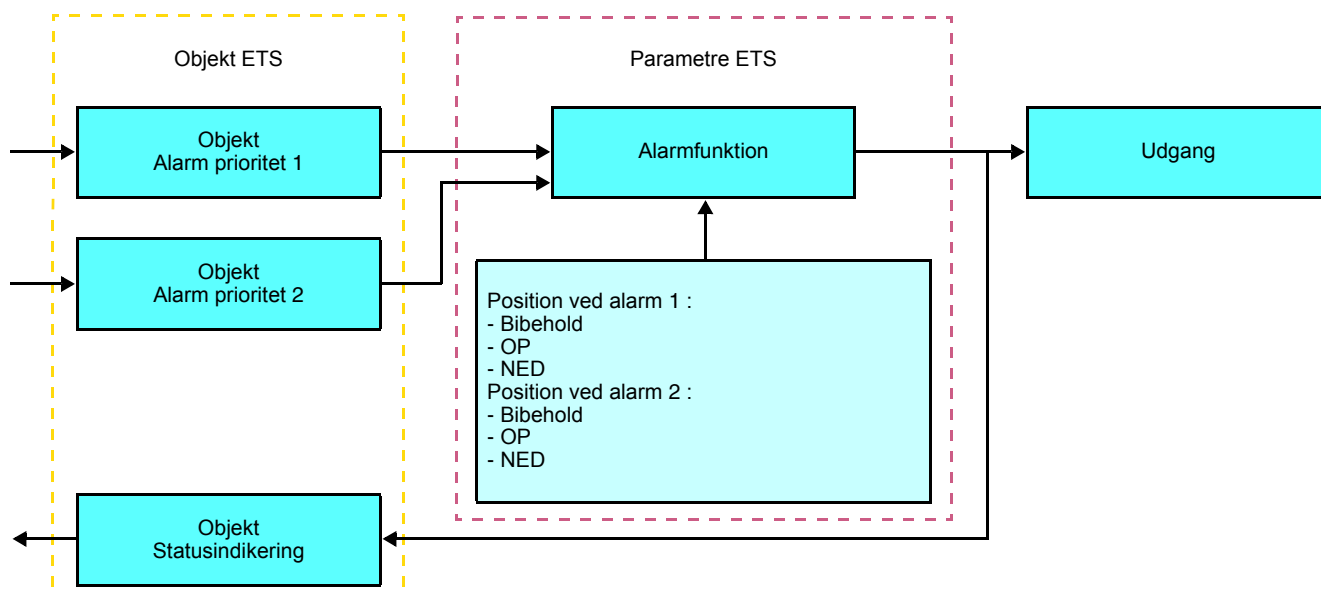 Objekt ETS
Parametre ETS
Objekt
Alarm prioritet 1
Alarmfunktion
Udgang
Objekt
Alarm prioritet 2
Position ved alarm 1 :
- Bibehold
- OP
- NED
Position ved alarm 2 :
- Bibehold
- OP
- NED
Objekt
Statusindikering